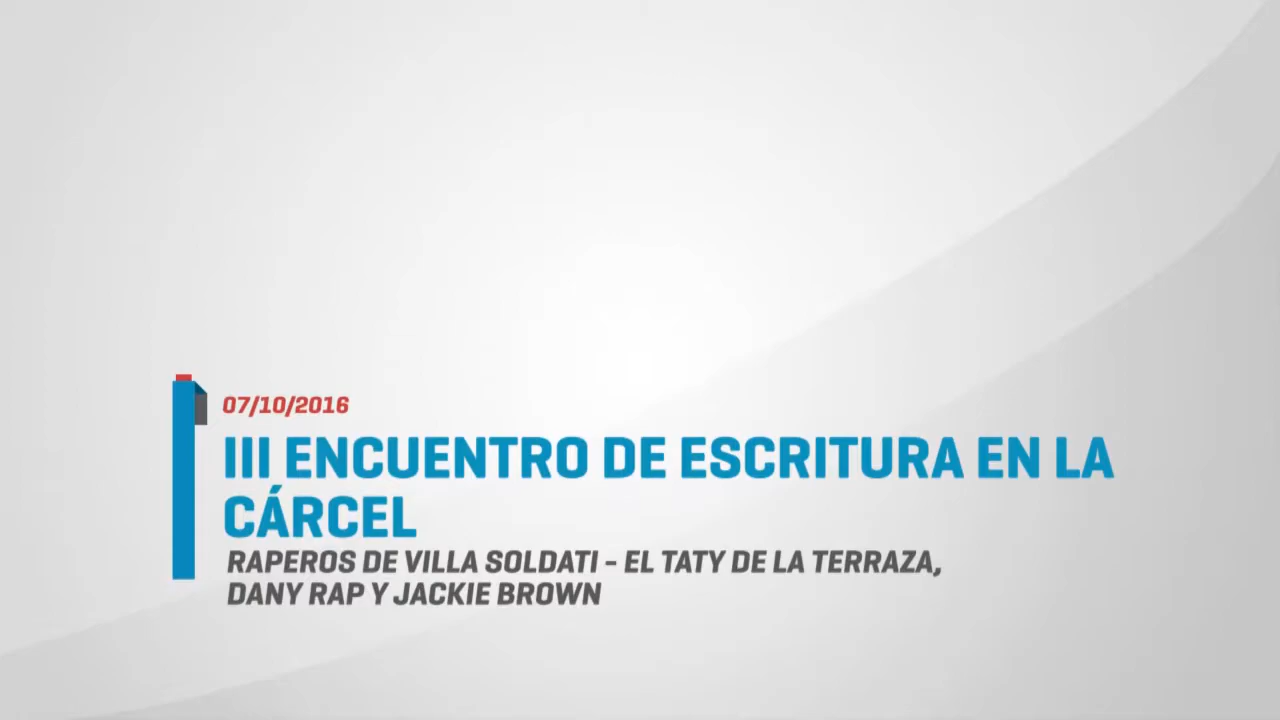 07/10/2016
III ENCUENTRO DE ESCRITURA EN LA
CÁRCEL
RAPEROS DE VILLA SOLDATI - EL TATY DE LA TERRAZA,
DANY RAP Y JACKIE BROWN